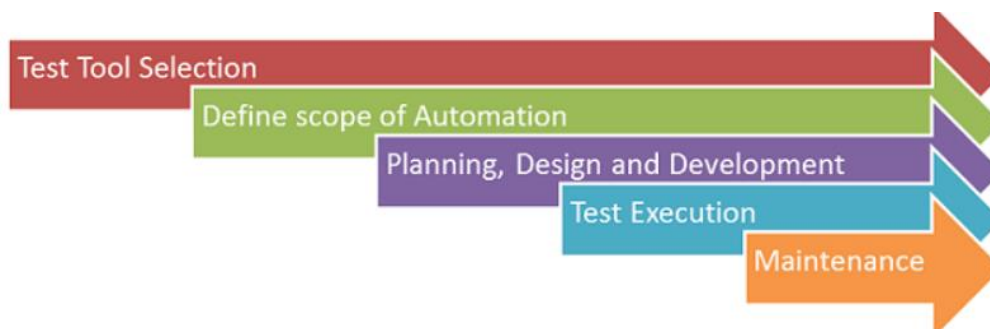 Test Tool Selection
Define scope of Automation
Planning, Design and Development
Test Execution
Maintenance